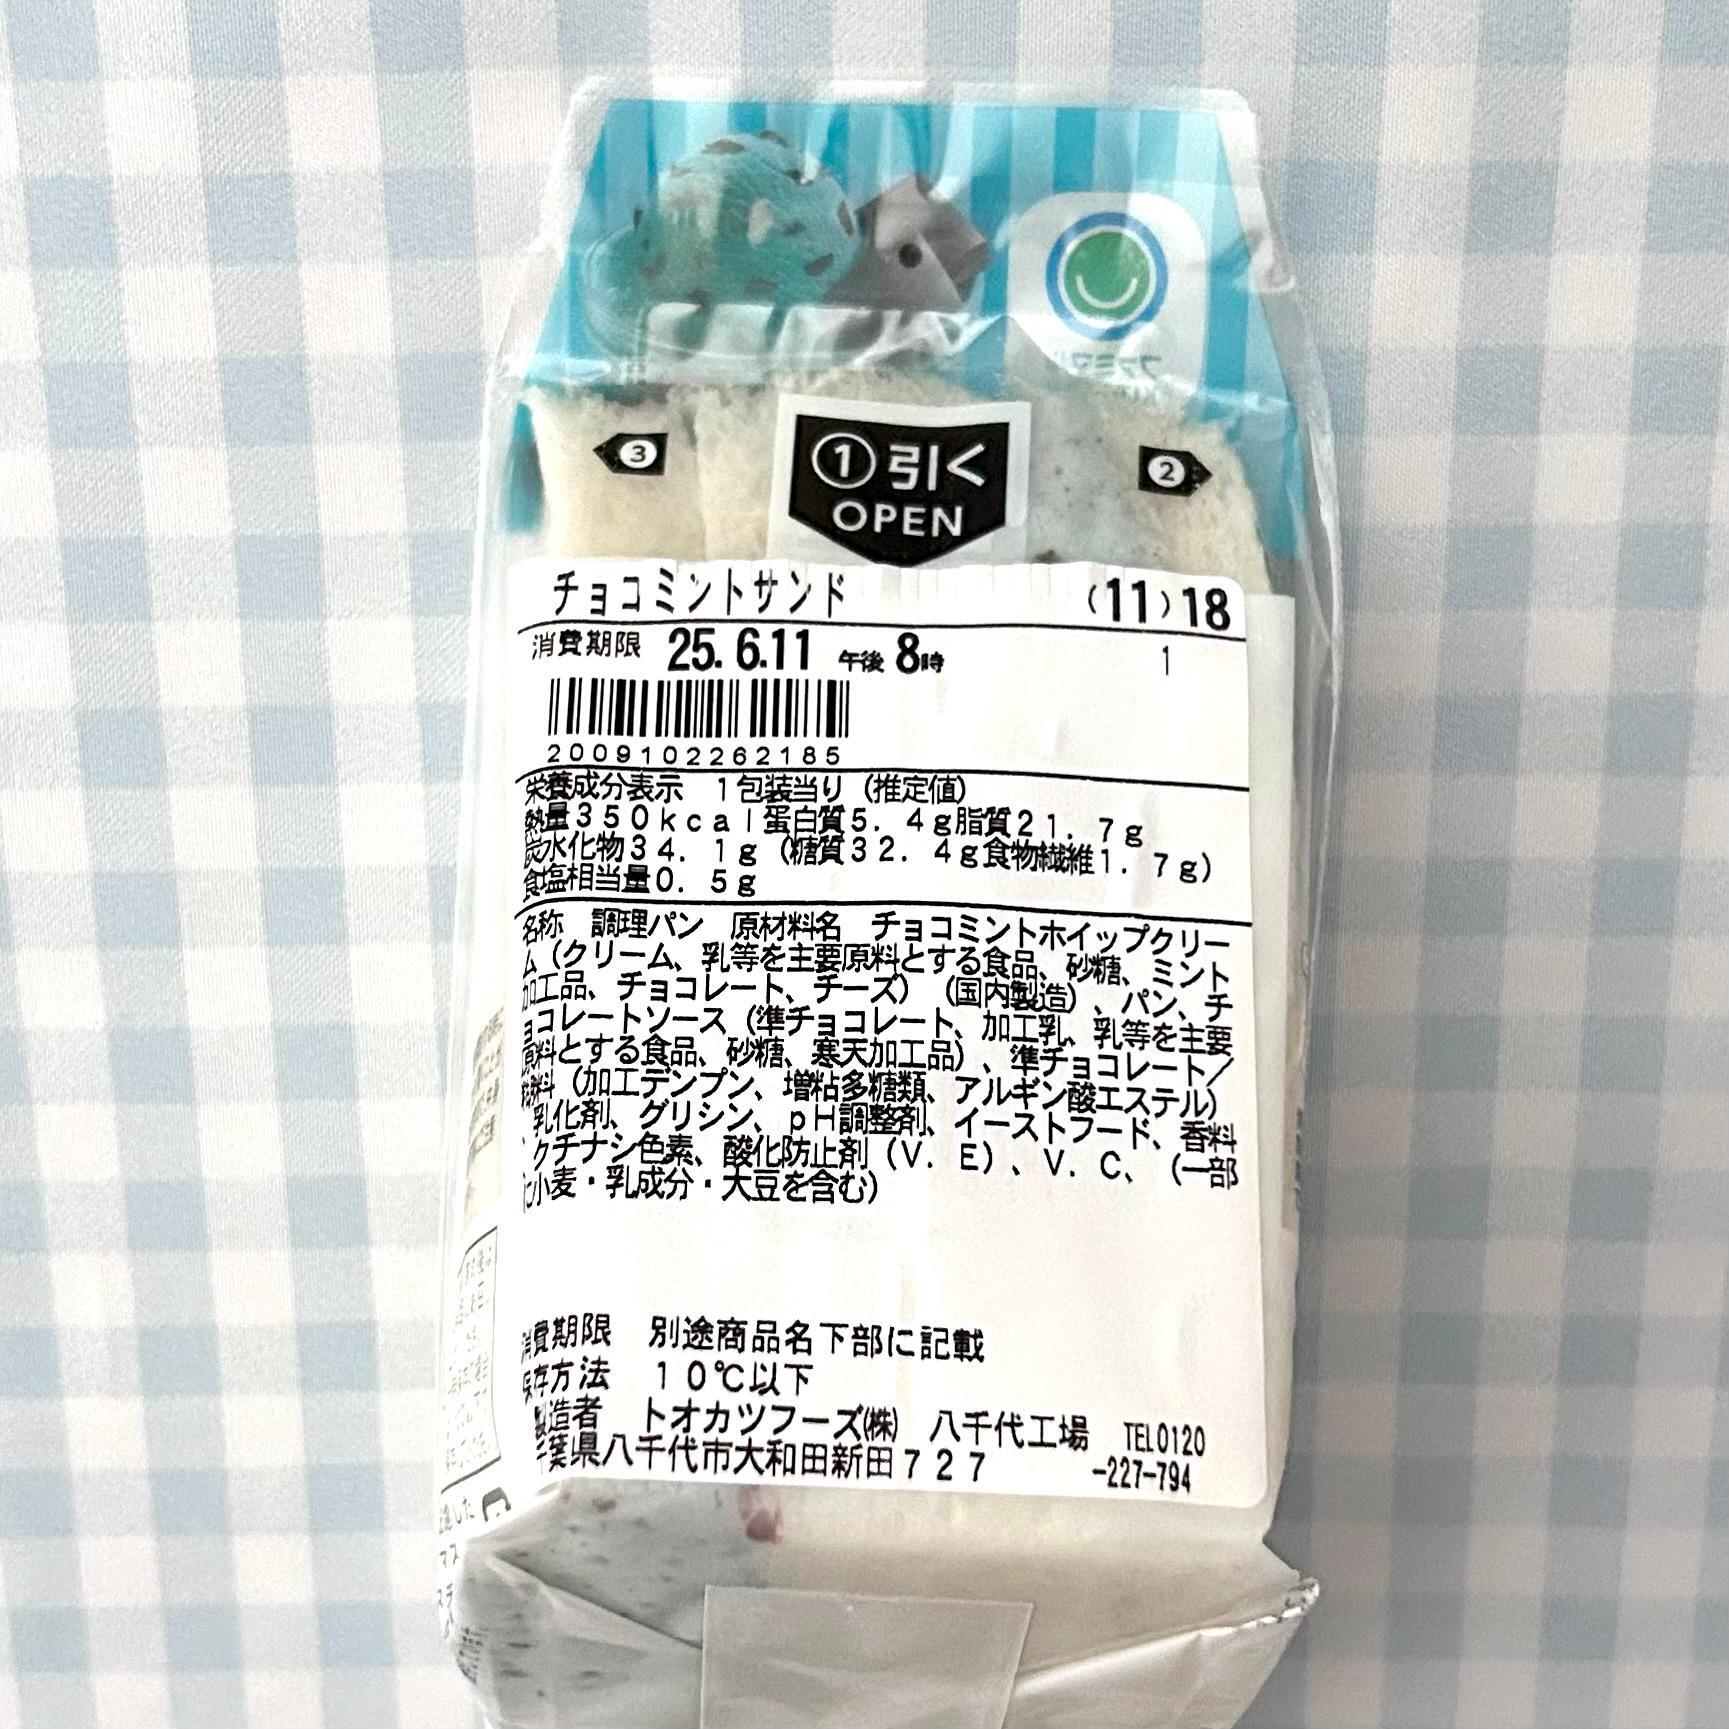 ファミマル
③
① 引く
OPEN
②
チョコミントサンド (11) 18
消費期限 25. 6.11 午後 8時 1
2009102262185
栄養成分表示 1包装当り (推定値)
熱量350kcal蛋白質5.4g脂質21.7g
炭水化物34.1g (糖質32.4g食物繊維1.7g)
食塩相当量0.5g
名称 調理パン 原材料名 チョコミントホイップクリー
ム (クリーム、乳等を主要原料とする食品、砂糖、ミント
加工品、チョコレート、チーズ) (国内製造)、パン、チ
ョコレートソース (準チョコレート、加工乳、乳等を主要
原料とする食品、砂糖、寒天加工品)、準チョコレート/
糊料 (加工デンプン、増粘多糖類、アルギン酸エステル)
、乳化剤、グリシン、pH調整剤、イーストフード、香料
、クチナシ色素、酸化防止剤 (V. E)、V. C、(一部
に小麦・乳成分・大豆を含む)
消費期限 別途商品名下部に記載
保存方法 10℃以下
製造者 トオカツフーズ(株) 八千代工場 TEL0120
千葉県八千代市大和田新田727 -227-794